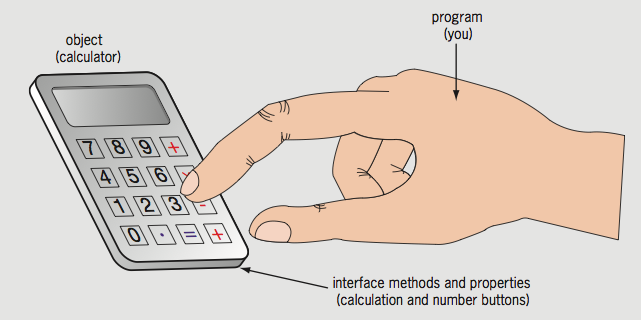 program
(you)
object
(calculator)
7 8 9 +
4 5 6
1 2 3 -
0 . = +
interface methods and properties
(calculation and number buttons)